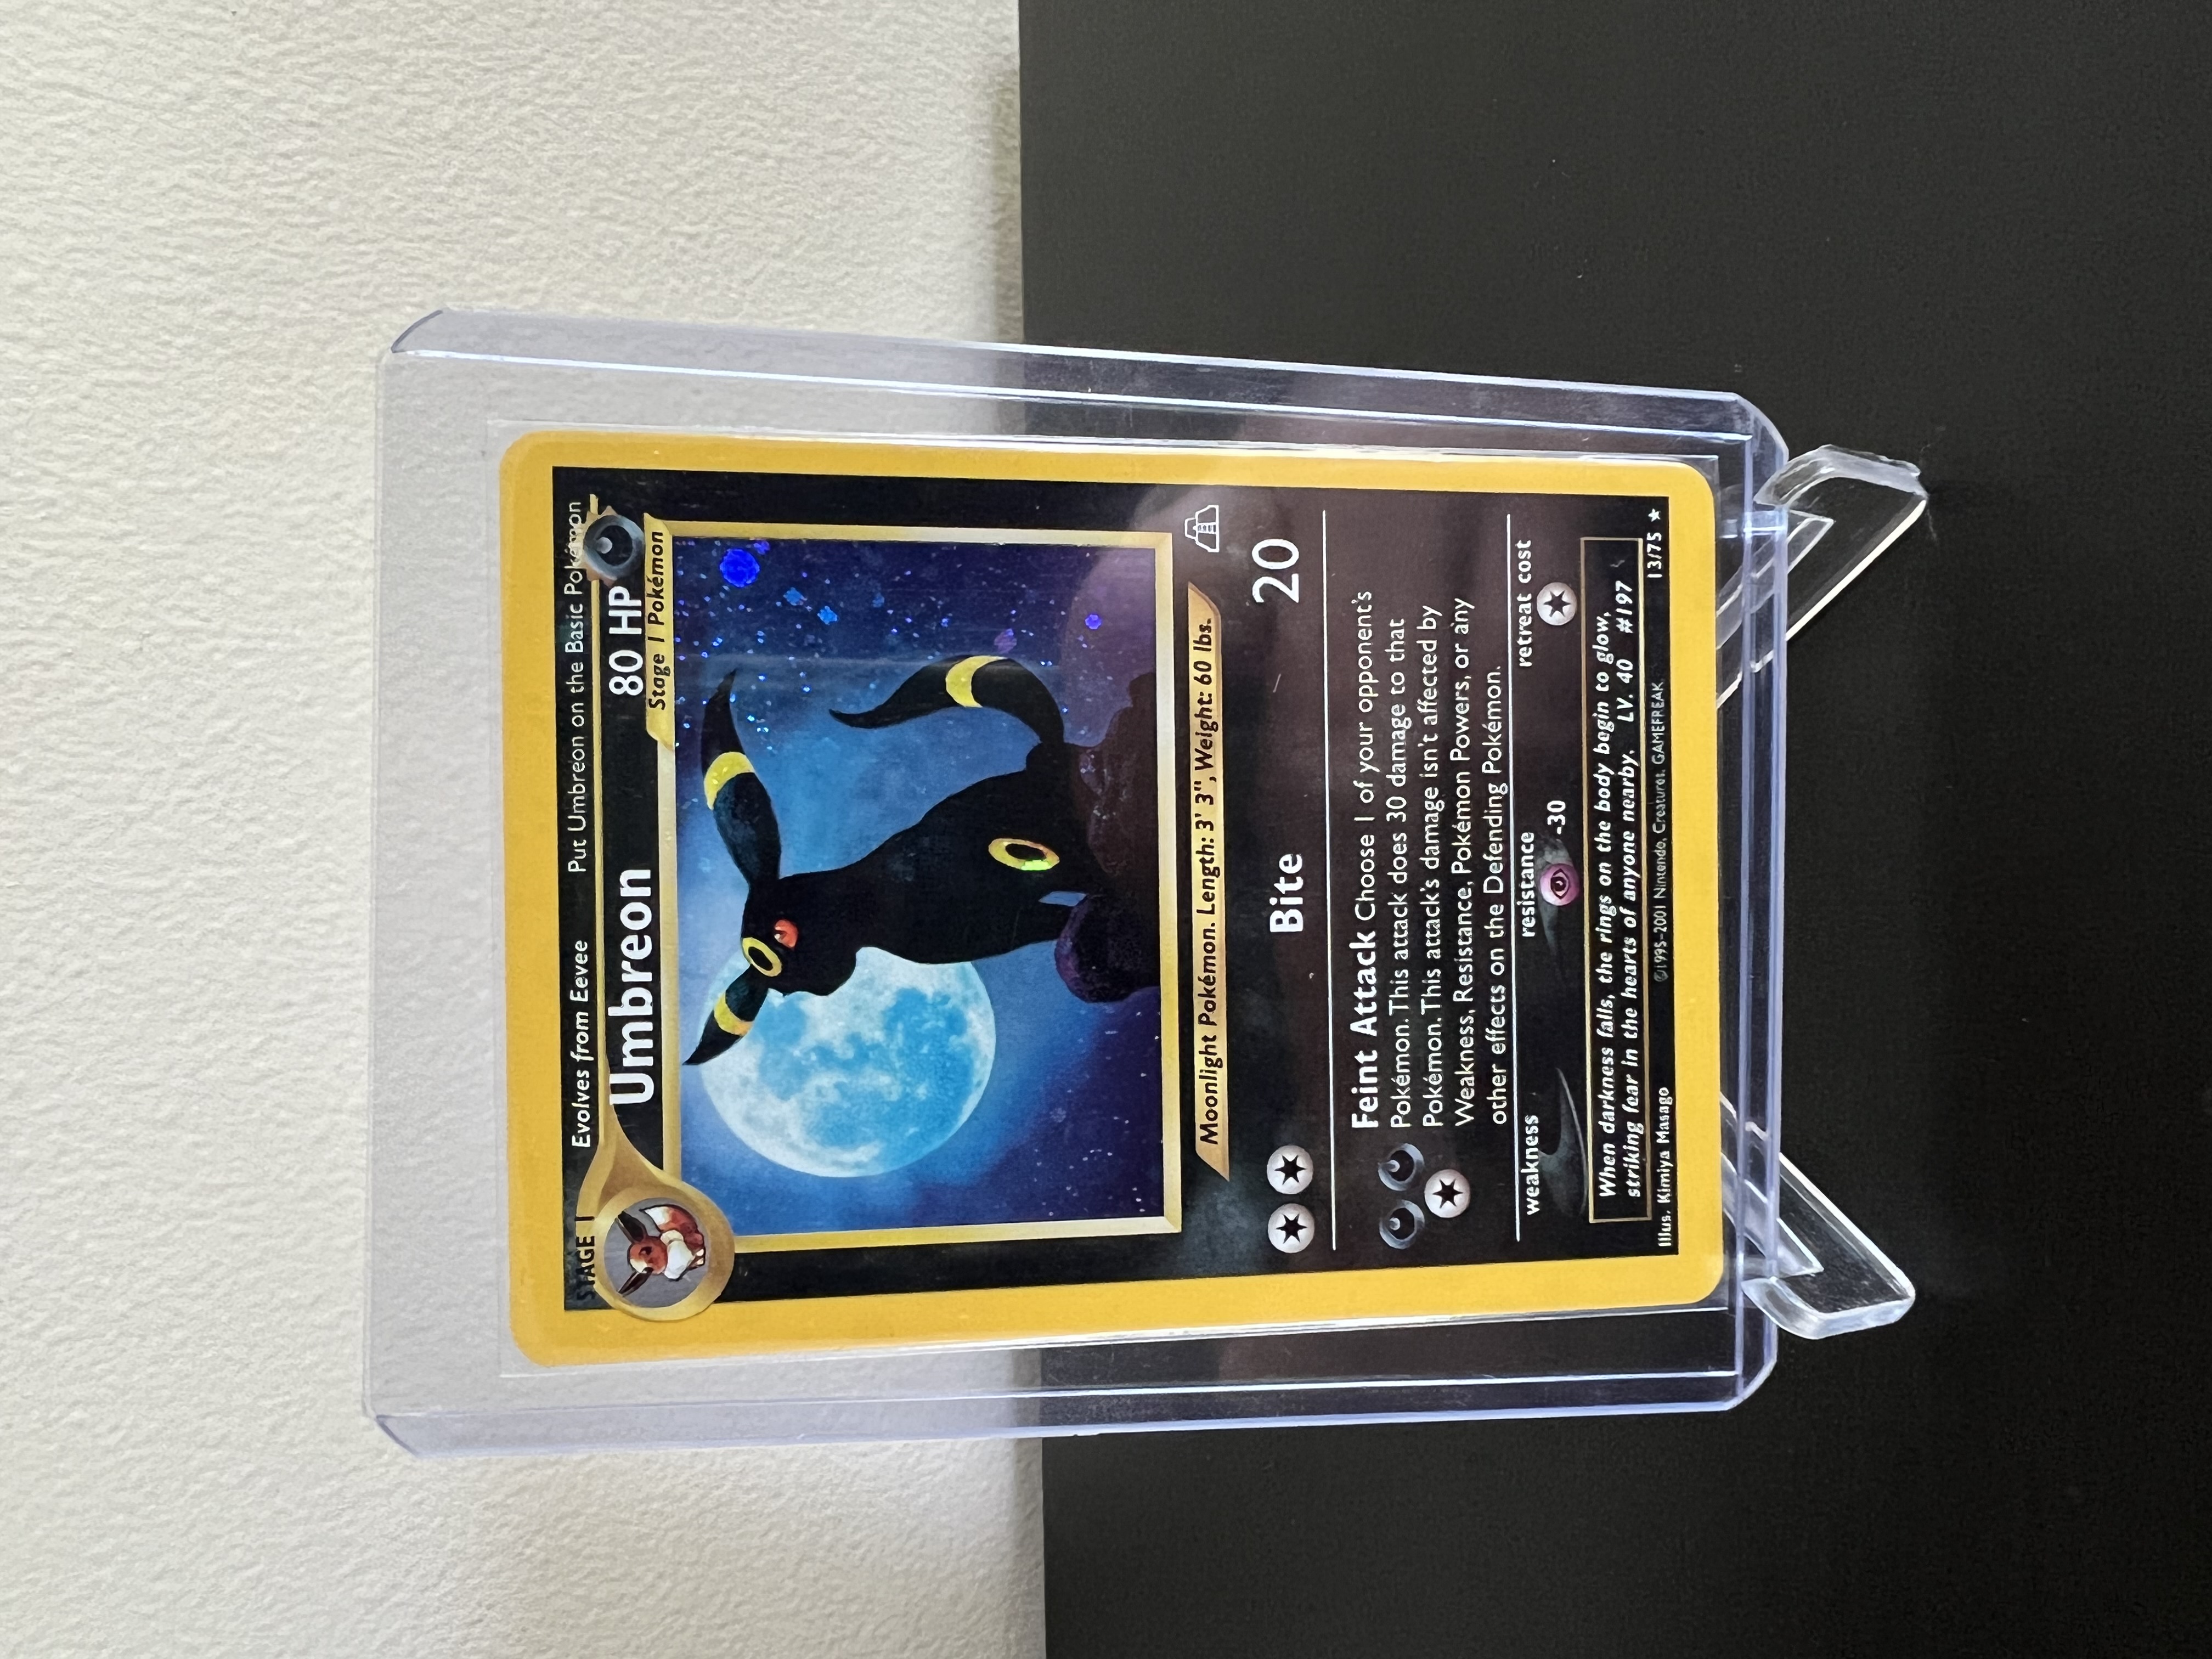 STAGE 1
Evolves from Eevee
Put Umbreon on the Basic Pokémon
Umbreon
80 HP
Stage 1 Pokémon
Moonlight Pokémon. Length: 3' 3", Weight: 60 lbs.
Bite
20
Feint Attack Choose 1 of your opponent's
Pokémon. This attack does 30 damage to that
Pokémon. This attack's damage isn't affected by
Weakness, Resistance, Pokémon Powers, or any
other effects on the Defending Pokémon.
weakness
resistance
retreat cost
-30
When darkness falls, the rings on the body begin to glow,
striking fear in the hearts of anyone nearby. LV. 40 #197
Illus. Kimiya Masago
©1995-2001 Nintendo, Creatures, GAMEFREAK
13/75 ★